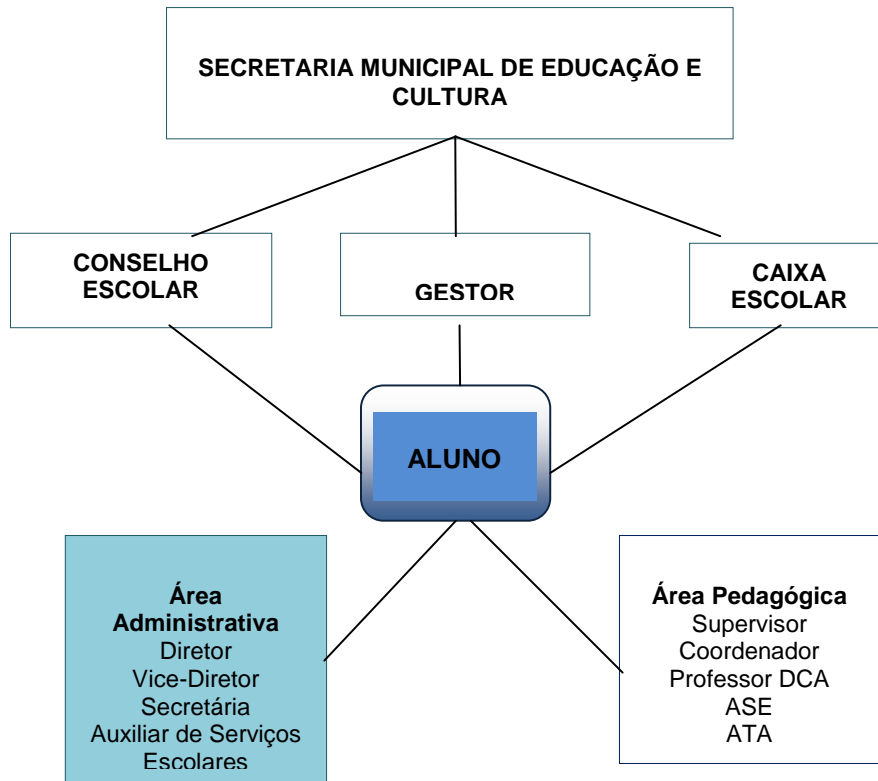 SECRETARIA MUNICIPAL DE EDUCAÇÃO E
CULTURA
CONSELHO
ESCOLAR
GESTOR
CAIXA
ESCOLAR
ALUNO
Área
Administrativa
Diretor
Vice-Diretor
Secretária
Auxiliar de Serviços
Escolares
Área Pedagógica
Supervisor
Coordenador
Professor DCA
ASE
ATA